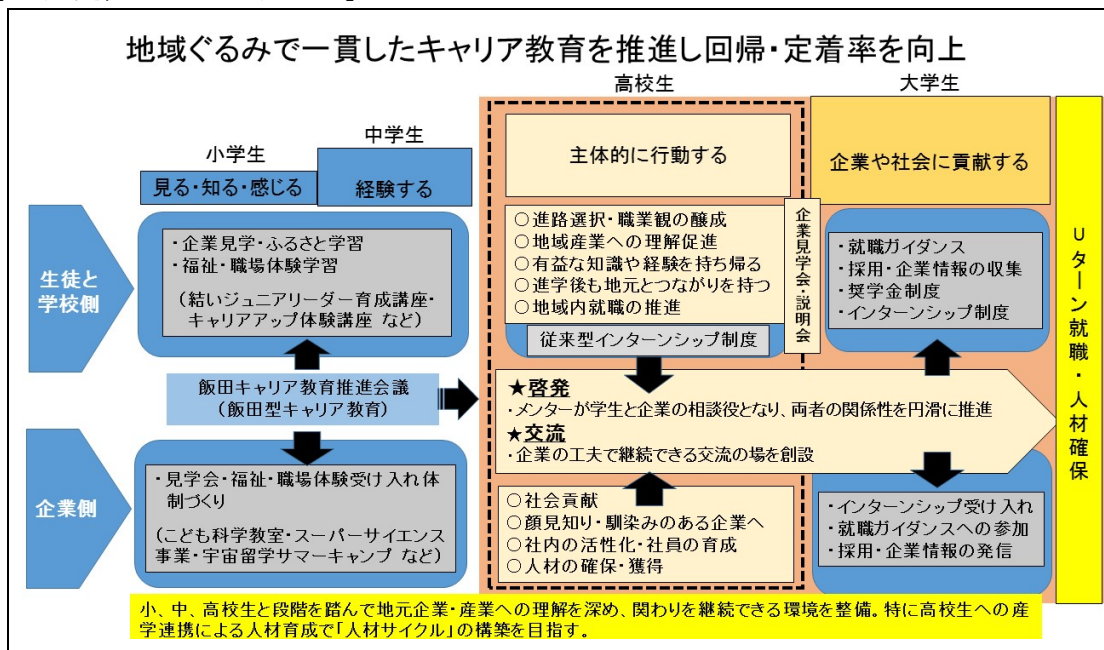 地域ぐるみで一貫したキャリア教育を推進し回帰・定着率を向上
小学生
中学生
高校生
大学生
見る・知る・感じる
経験する
主体的に行動する
企業や社会に貢献する
生徒と
学校側
・企業見学・ふるさと学習
・福祉・職場体験学習
(結いジュニアリーダー育成講座・
キャリアアップ体験講座 など)
○進路選択・職業観の醸成
○地域産業への理解促進
○有益な知識や経験を持ち帰る
○進学後も地元とつながりを持つ
○地域内就職の推進
従来型インターンシップ制度
企業見学会・説明会
・就職ガイダンス
・採用・企業情報の収集
・奨学金制度
・インターンシップ制度
Uターン就職・人材確保
飯田キャリア教育推進会議
(飯田型キャリア教育)
★啓発
・メンターが学生と企業の相談役となり、両者の関係性を円滑に推進
★交流
・企業の工夫で継続できる交流の場を創設
企業側
・見学会・福祉・職場体験受け入れ体
制づくり
(こども科学教室・スーパーサイエンス
事業・宇宙留学サマーキャンプ など)
○社会貢献
○顔見知り・馴染みのある企業へ
○社内の活性化・社員の育成
○人材の確保・獲得
・インターンシップ受け入れ
・就職ガイダンスへの参加
・採用・企業情報の発信
小、中、高校生と段階を踏んで地元企業・産業への理解を深め、関わりを継続できる環境を整備。特に高校生への産
学連携による人材育成で「人材サイクル」の構築を目指す。